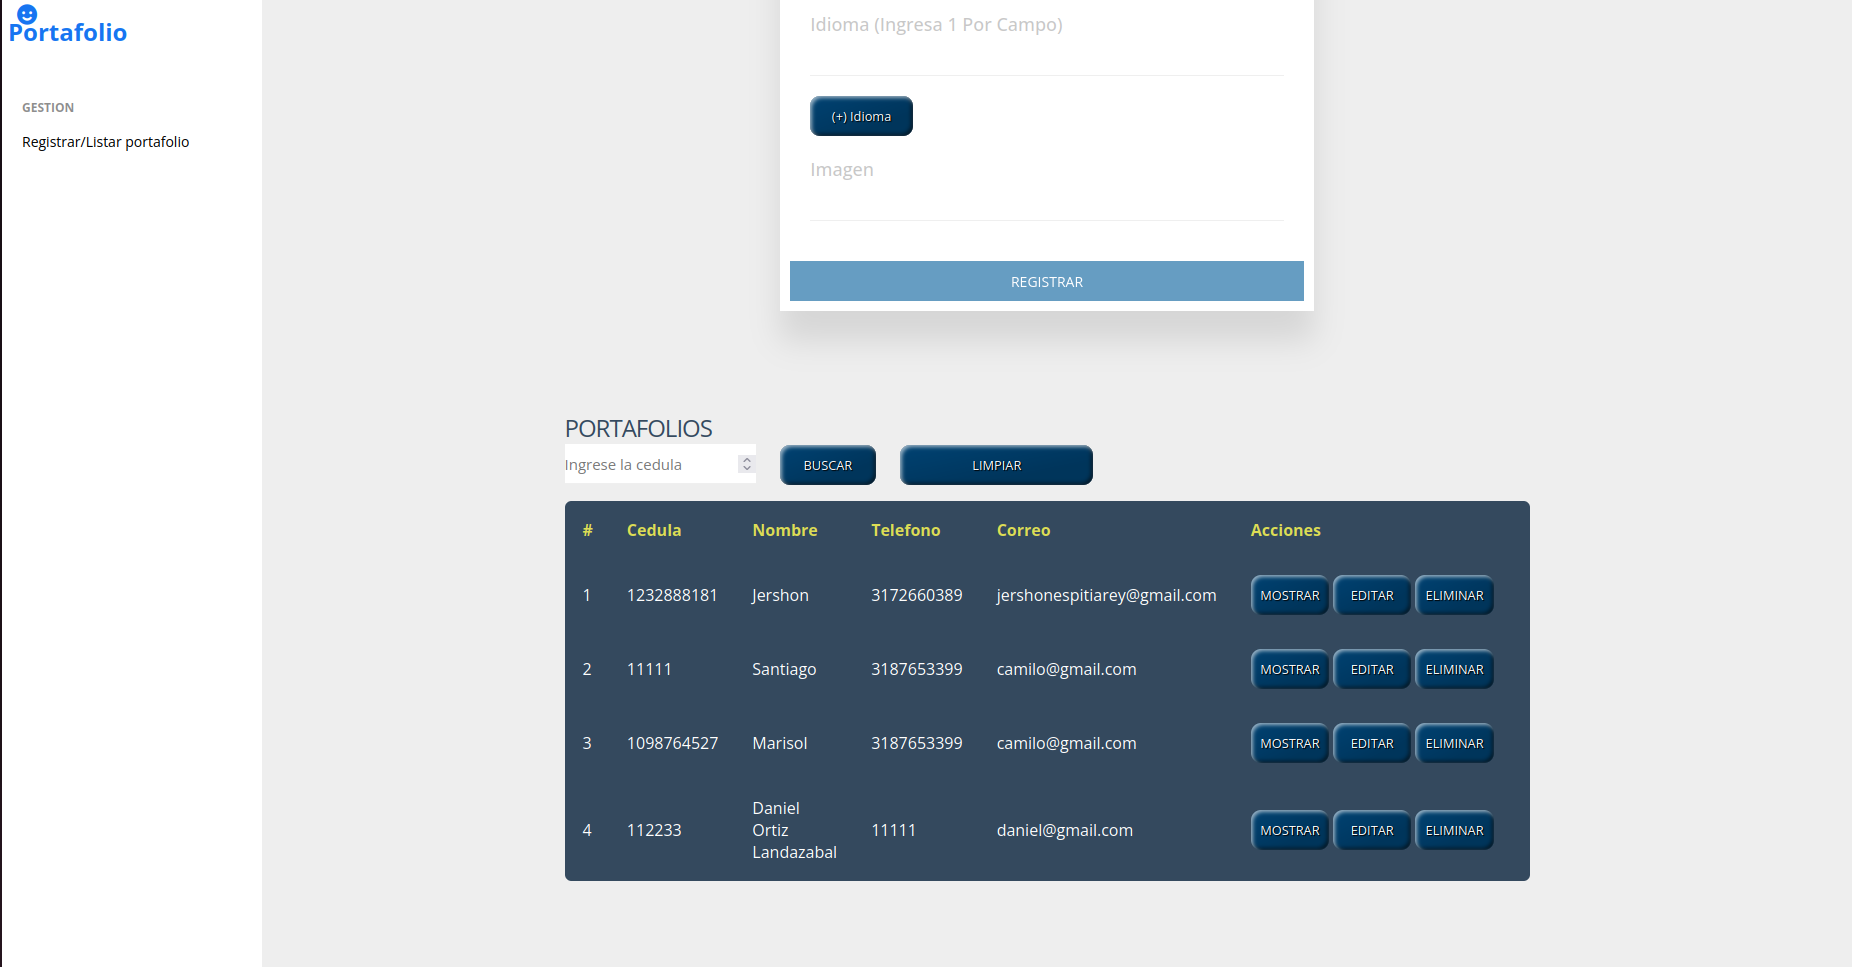 Portafolio
GESTION
Registrar/Listar portafolio
Idioma (Ingresa 1 Por Campo)
(+) Idioma
Imagen
REGISTRAR
PORTAFOLIOS
Ingrese la cedula BUSCAR LIMPIAR
# Cedula Nombre Telefono Correo Acciones
1 1232888181 Jershon 3172660389 jershonespitiarey@gmail.com MOSTRAR EDITAR ELIMINAR
2 11111 Santiago 3187653399 camilo@gmail.com MOSTRAR EDITAR ELIMINAR
3 1098764527 Marisol 3187653399 camilo@gmail.com MOSTRAR EDITAR ELIMINAR
Daniel
4 112233 Ortiz 11111 daniel@gmail.com MOSTRAR EDITAR ELIMINAR
Landazabal